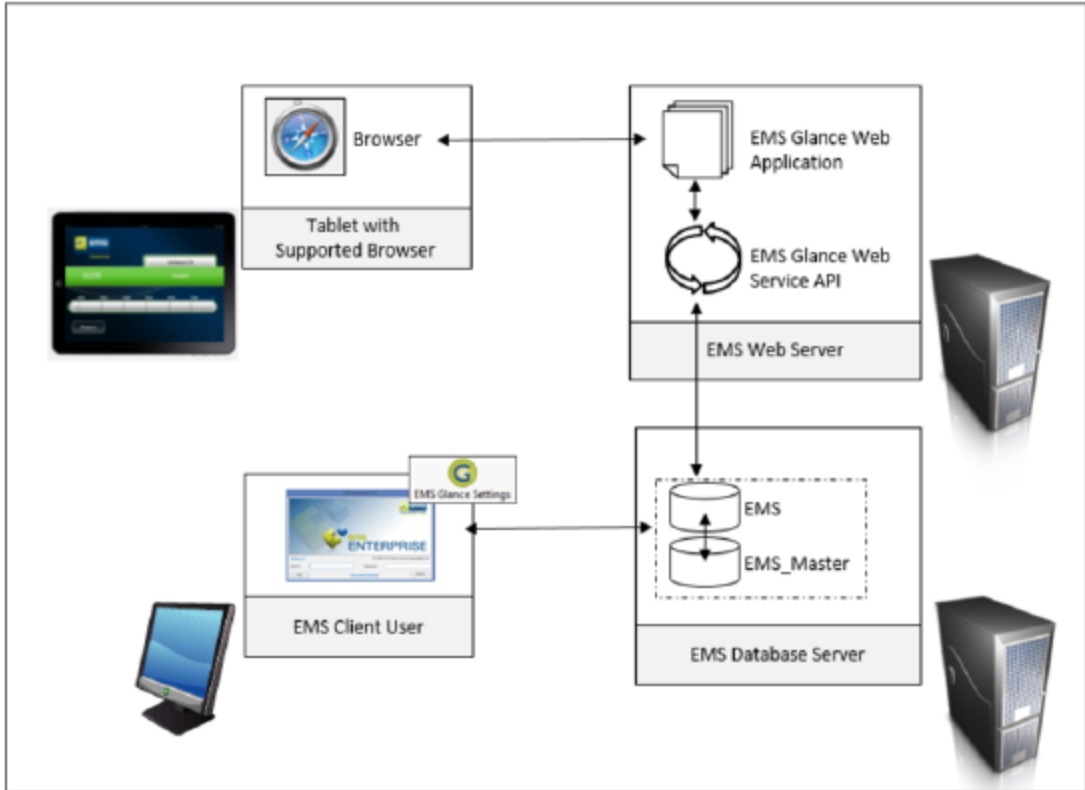 Browser
Tablet with
Supported Browser
EMS Glance Web
Application
EMS Glance Web
Service API
EMS Web Server
ems
G
EMS Glance Settings
ENTERPRISE
EMS Client User
EMS
EMS_Master
EMS Database Server